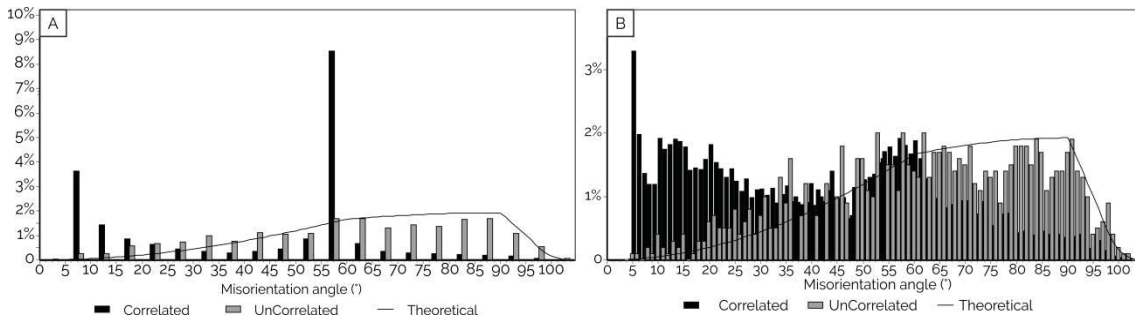 A
10%
9%
8%
7%
6%
5%
4%
3%
2%
1%
0
0 5 10 15 20 25 30 35 40 45 50 55 60 65 70 75 80 85 90 95 100
Misorientation angle (°)
Correlated UnCorrelated Theoretical
B
3%
2%
1%
0
0 5 10 15 20 25 30 35 40 45 50 55 60 65 70 75 80 85 90 95 100
Misorientation angle (°)
Correlated UnCorrelated Theoretical